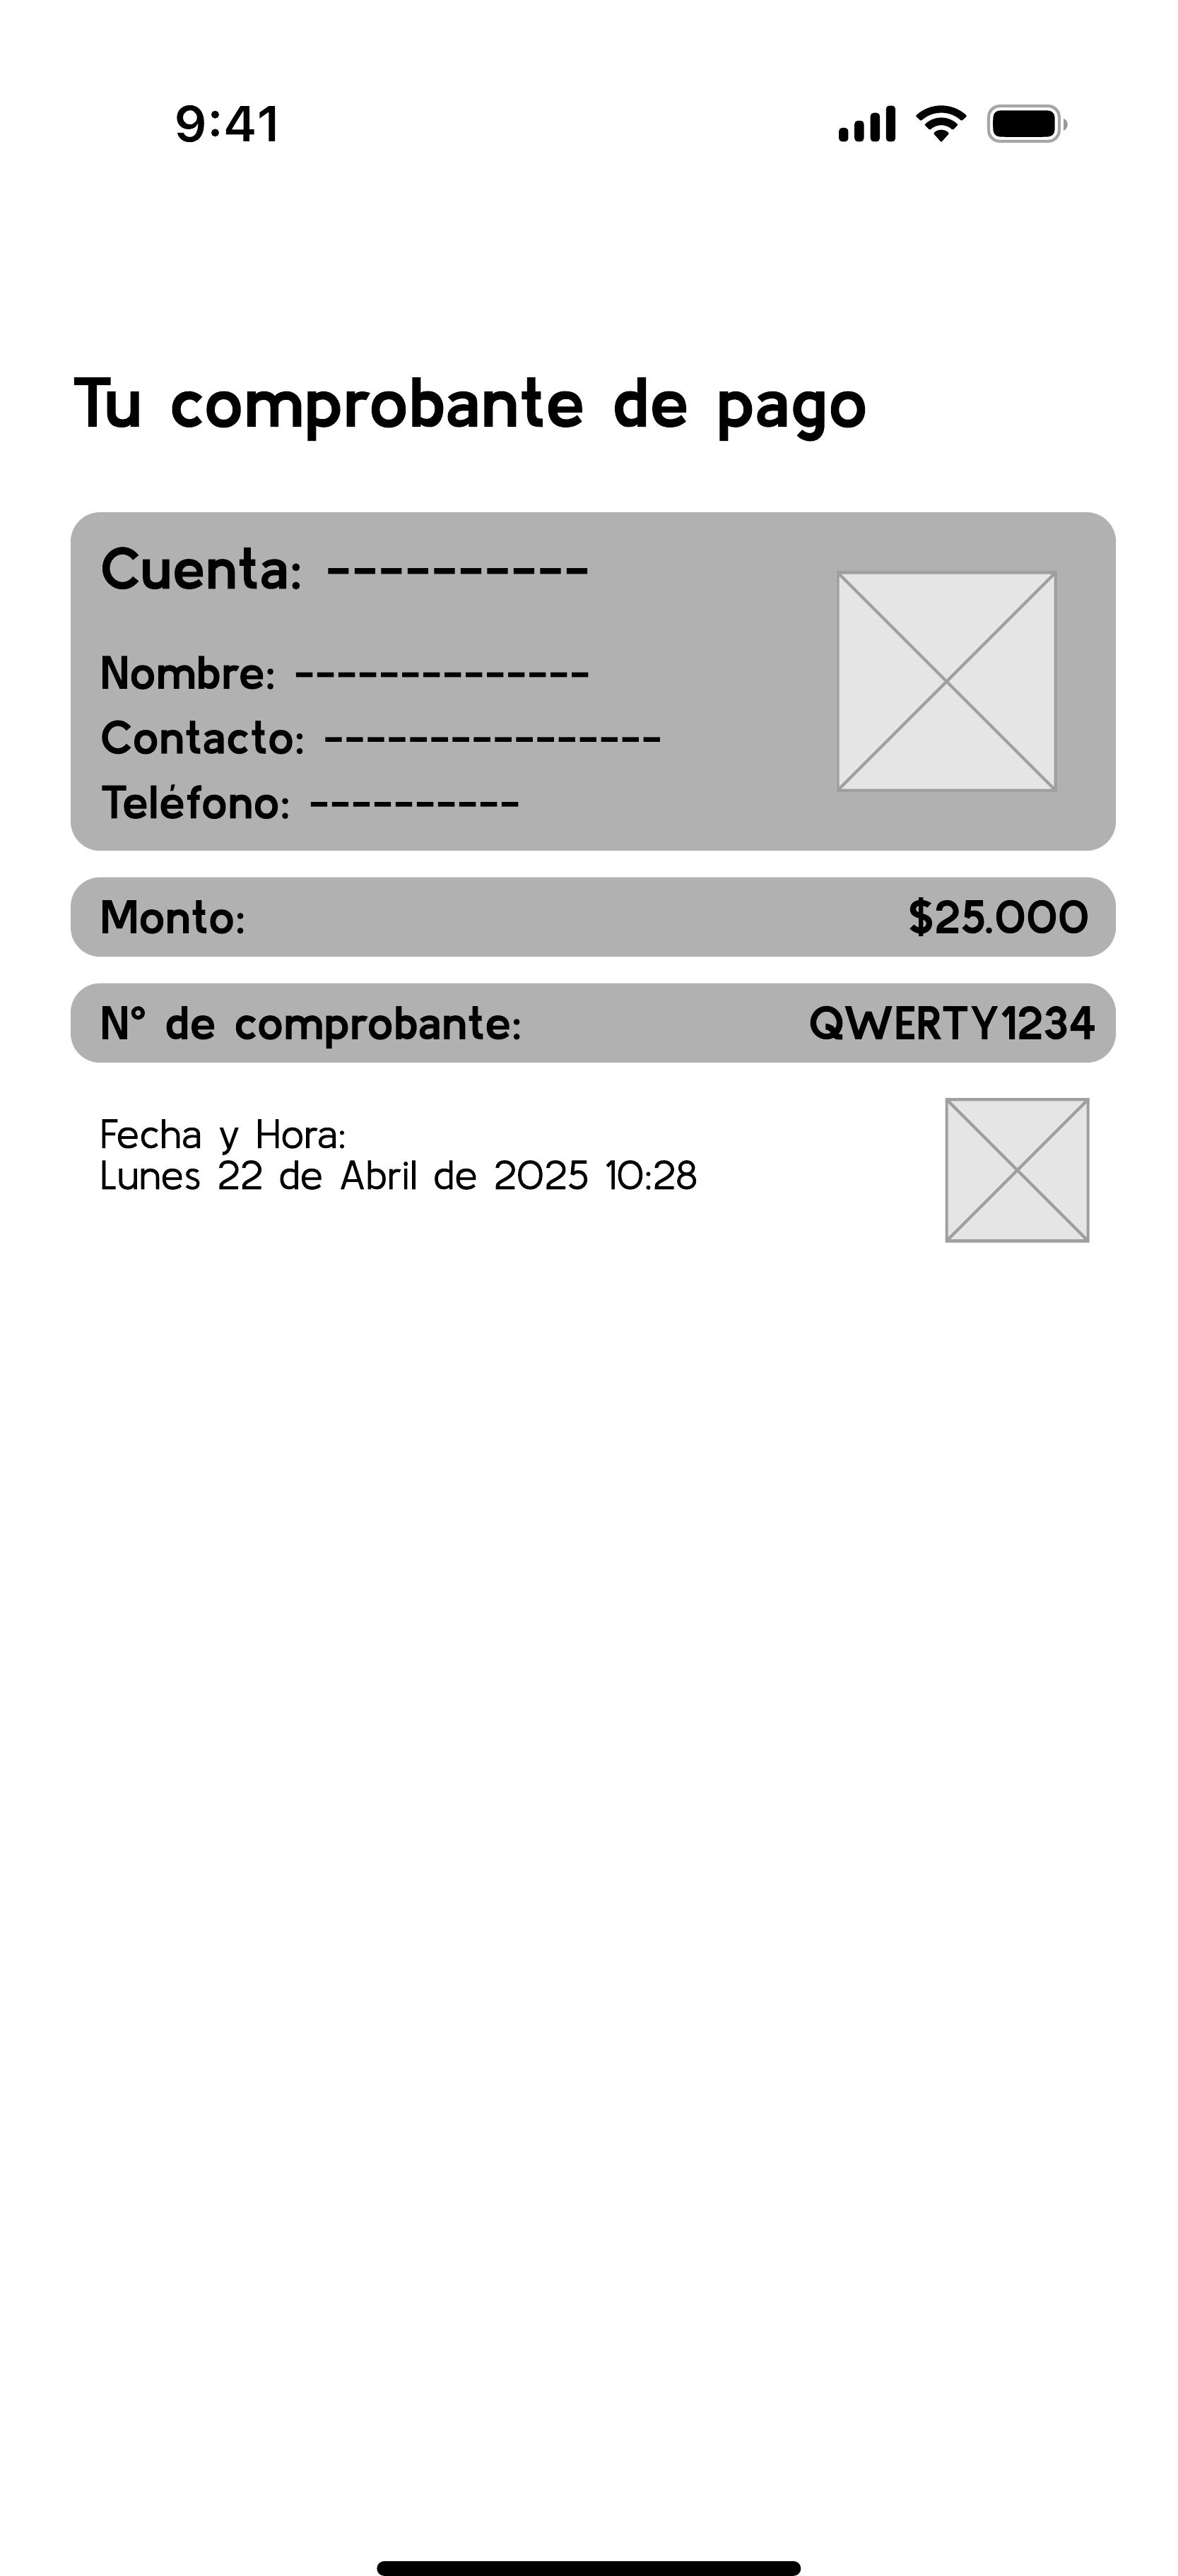 9:41
Tu comprobante de pago
Cuenta: ----------
Nombre: --------------
Contacto: ----------------
Teléfono: ----------
Monto: $25.000
N° de comprobante: QWERTY1234
Fecha y Hora:
Lunes 22 de Abril de 2025 10:28